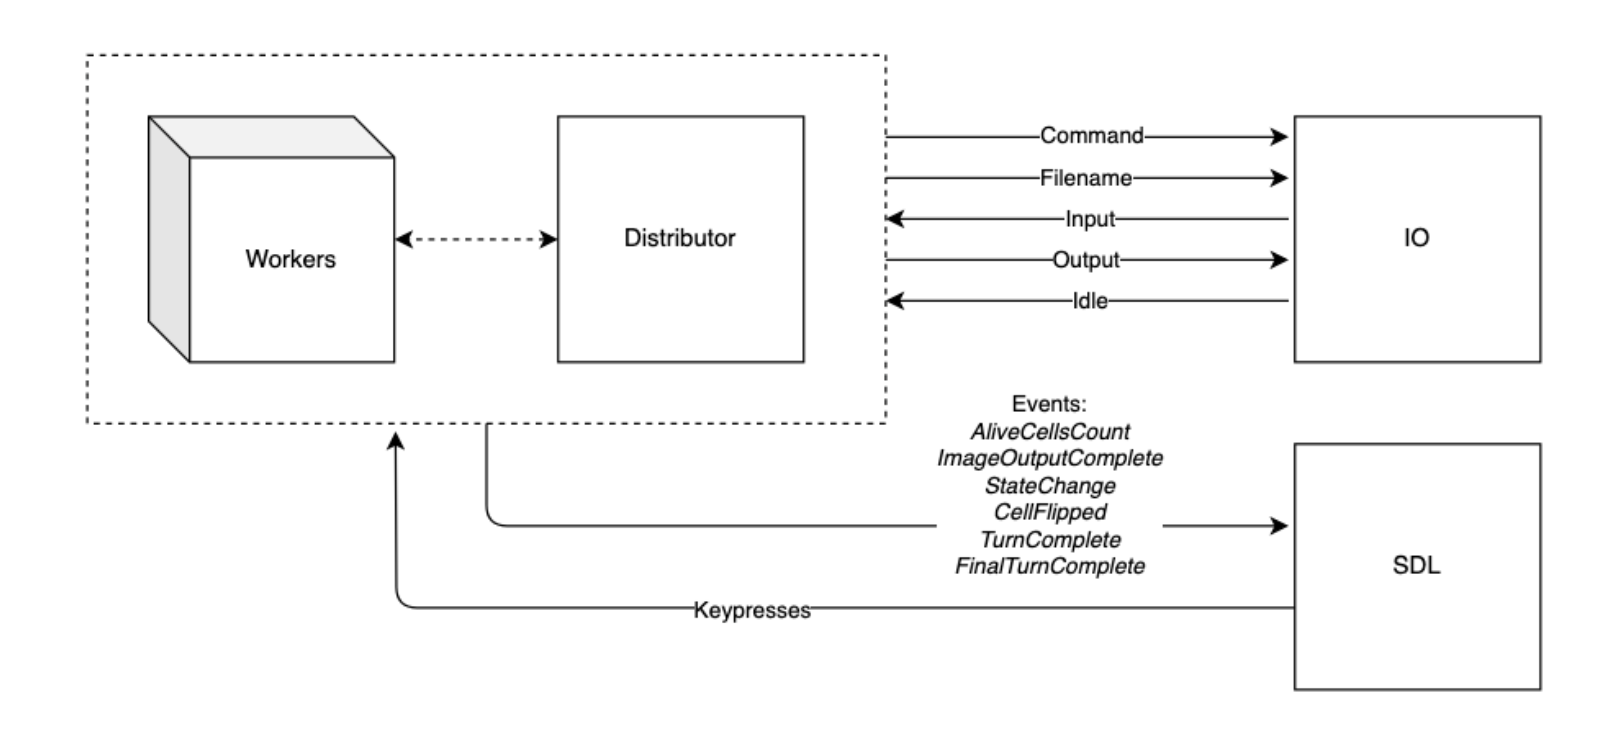 Workers
Distributor
Command
Filename
Input
Output
Idle
IO
Events:
AliveCellsCount
ImageOutputComplete
StateChange
CellFlipped
TurnComplete
FinalTurnComplete
SDL
Keypresses